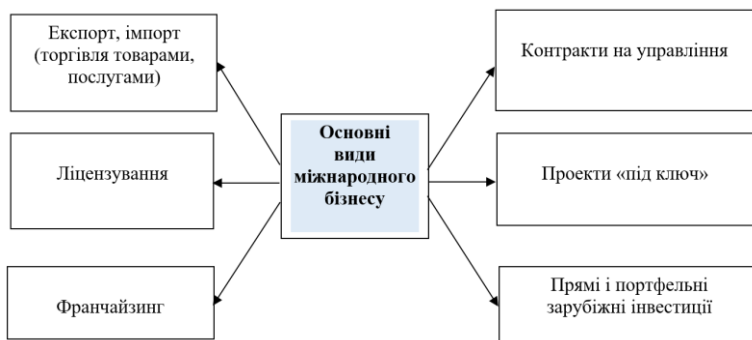 Експорт, імпорт
(торгівля товарами,
послугами)
Ліцензування
Франчайзинг
Основні
види
міжнародного
бізнесу
Контракти на управління
Проекти «під ключ»
Прямі і портфельні
зарубіжні інвестиції